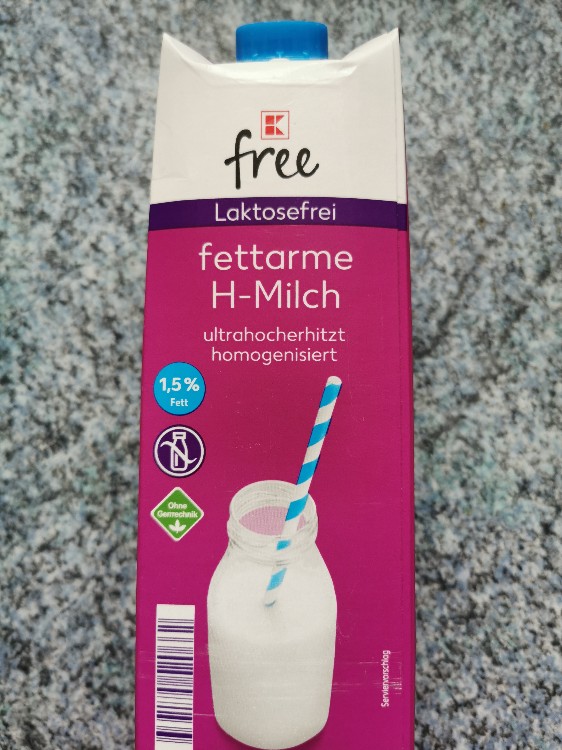 K
free
Laktosefrei
fettarme
H-Milch
ultrahocherhitzt
homogenisiert
1,5%
Fett
Ohne
Gentechnik
Serviervorschlag